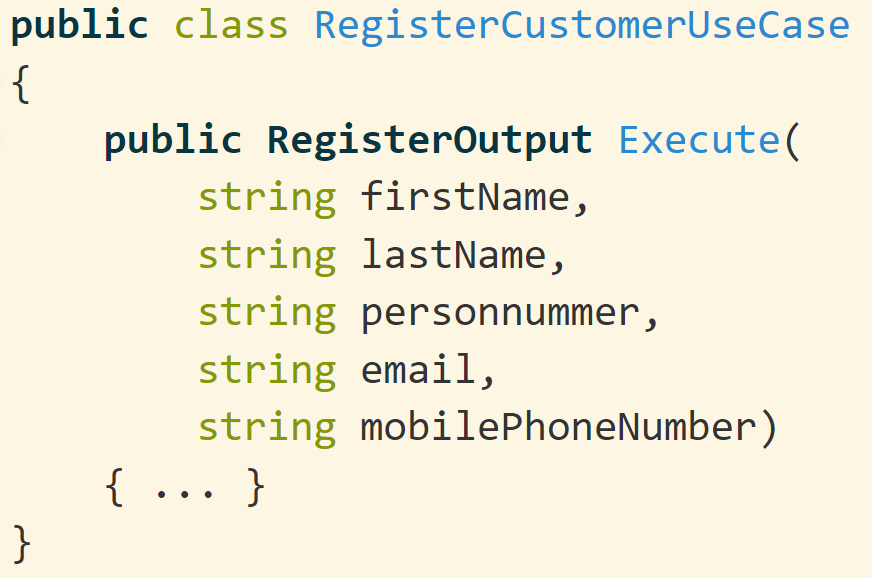 public class RegisterCustomerUseCase
{
    public RegisterOutput Execute(
        string firstName,
        string lastName,
        string personnummer,
        string email,
        string mobilePhoneNumber)
    { ... }
}